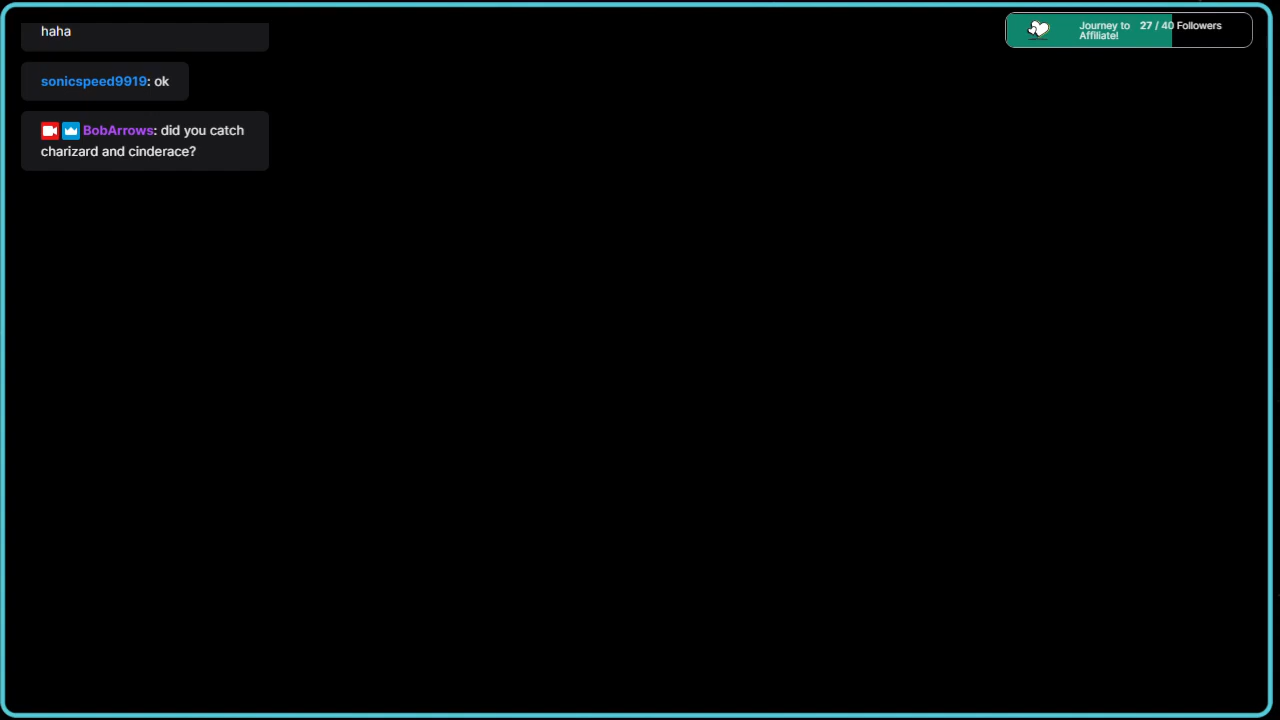 haha
sonicspeed9919: ok
BobArrows: did you catch
charizard and cinderace?
Journey to
Affiliate!
27 / 40 Followers